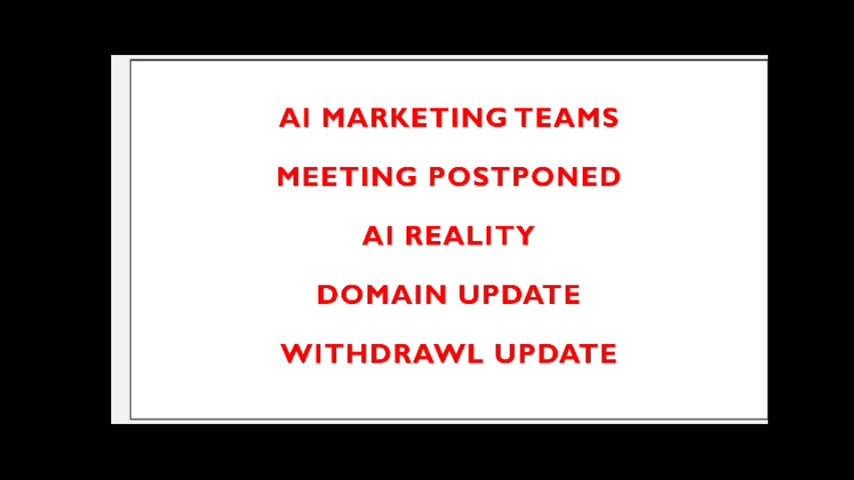 AI MARKETING TEAMS
MEETING POSTPONED
AI REALITY
DOMAIN UPDATE
WITHDRAWL UPDATE